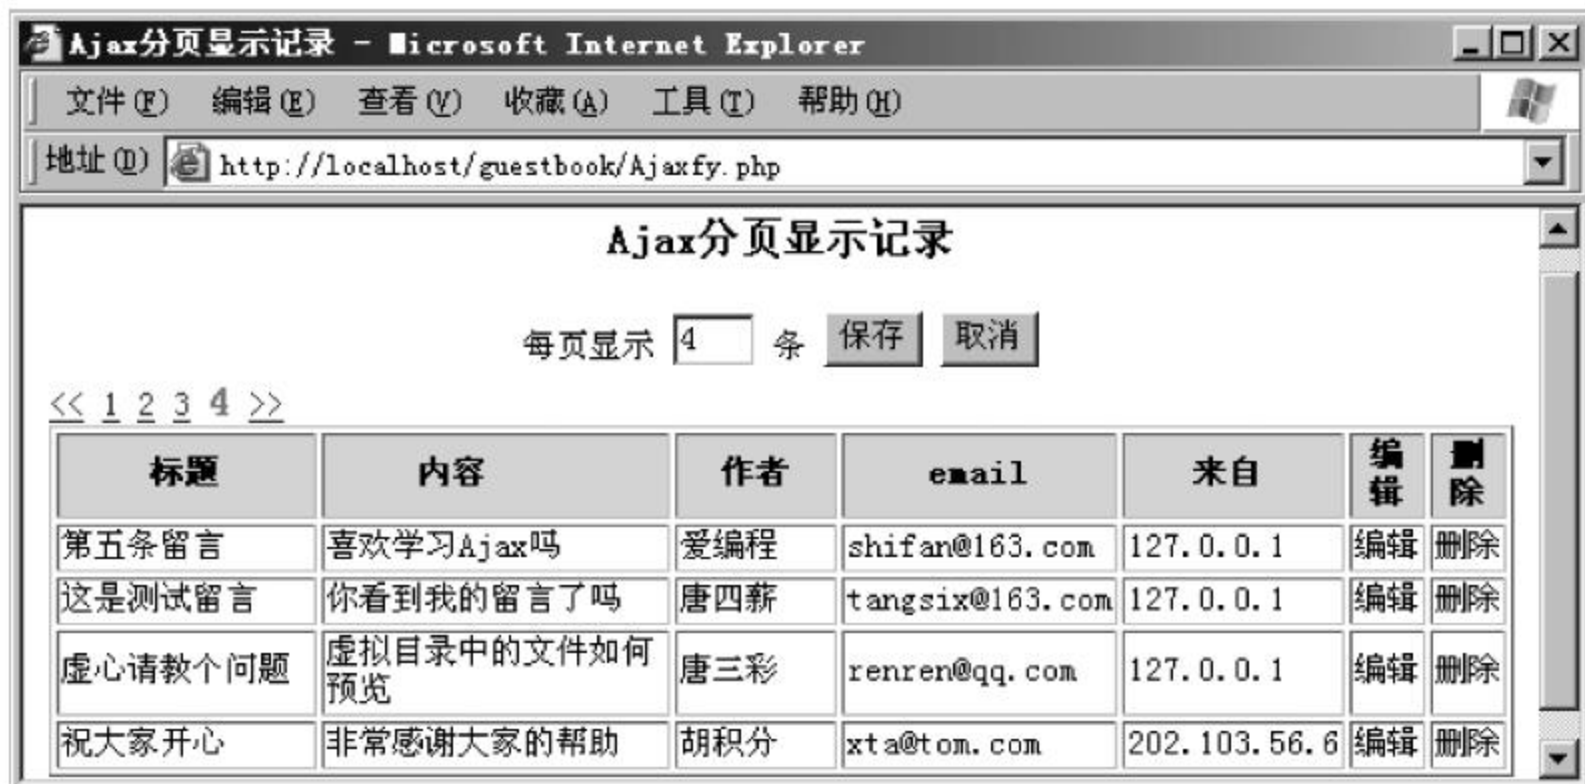 Ajax分页显示记录 - Microsoft Internet Explorer
文件(F) 编辑(E) 查看(V) 收藏(A) 工具(T) 帮助(H)
地址(D) http://localhost/guestbook/Ajaxfy.php
Ajax分页显示记录
每页显示 4 条 保存 取消
<< 1 2 3 4 >>
标题 内容 作者 email 来自 编辑 删除
第五条留言 喜欢学习Ajax吗 爱编程 shifan@163.com 127.0.0.1 编辑 删除
这是测试留言 你看到我的留言了吗 唐四薪 tangsix@163.com 127.0.0.1 编辑 删除
虚心请教个问题 虚拟目录中的文件如何预览 唐三彩 renren@qq.com 127.0.0.1 编辑 删除
祝大家开心 非常感谢大家的帮助 胡积分 xta@tom.com 202.103.56.6 编辑 删除